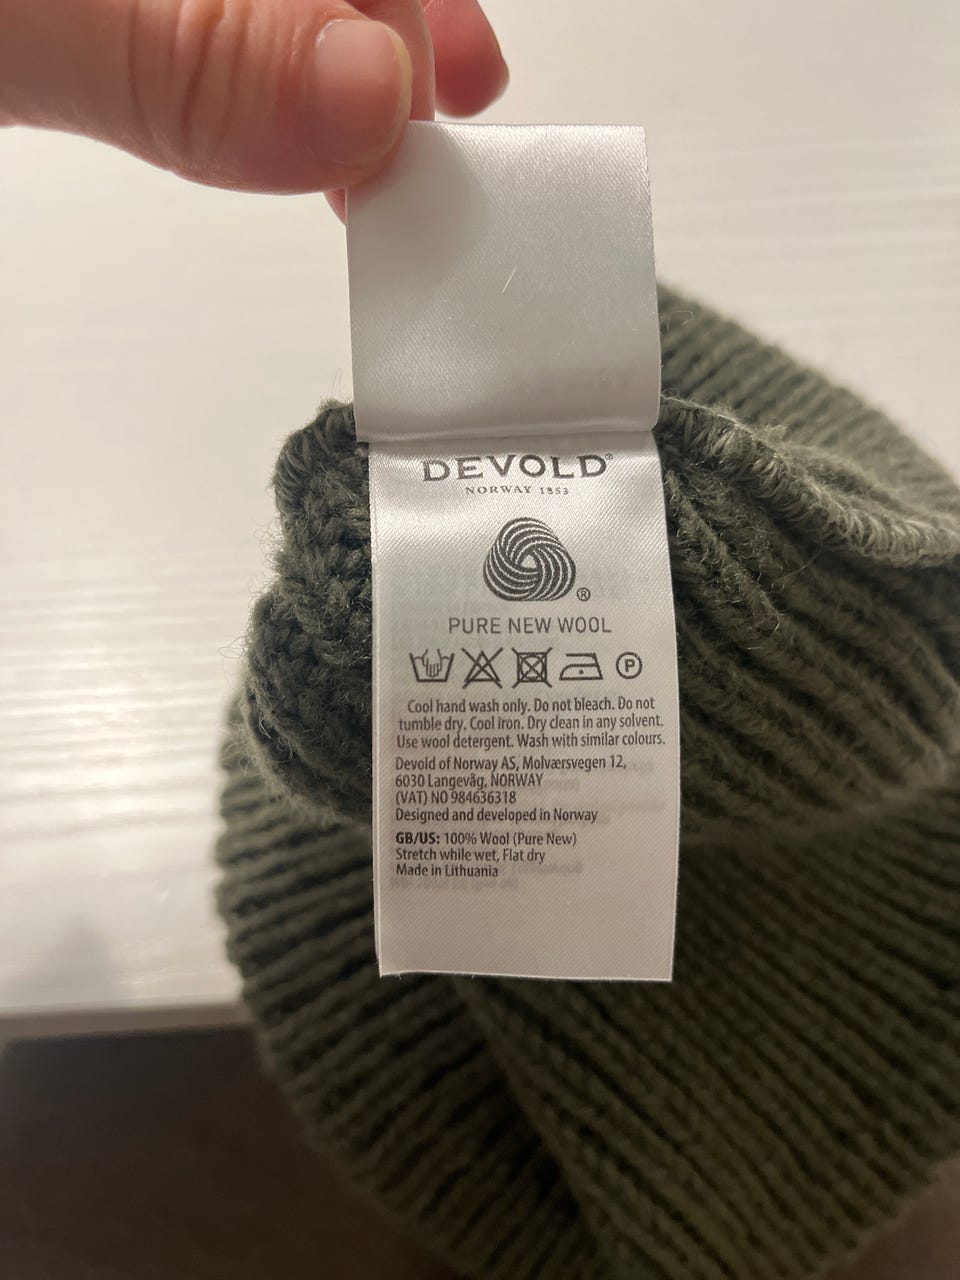 DEVOLD®
NORWAY 1853
®
PURE NEW WOOL
P
Cool hand wash only. Do not bleach. Do not
tumble dry. Cool iron. Dry clean in any solvent.
Use wool detergent. Wash with similar colours.
Devold of Norway AS, Molværsvegen 12,
6030 Langevåg, NORWAY
(VAT) NO 984636318
Designed and developed in Norway
GB/US: 100% Wool (Pure New)
Stretch while wet, Flat dry
Made in Lithuania